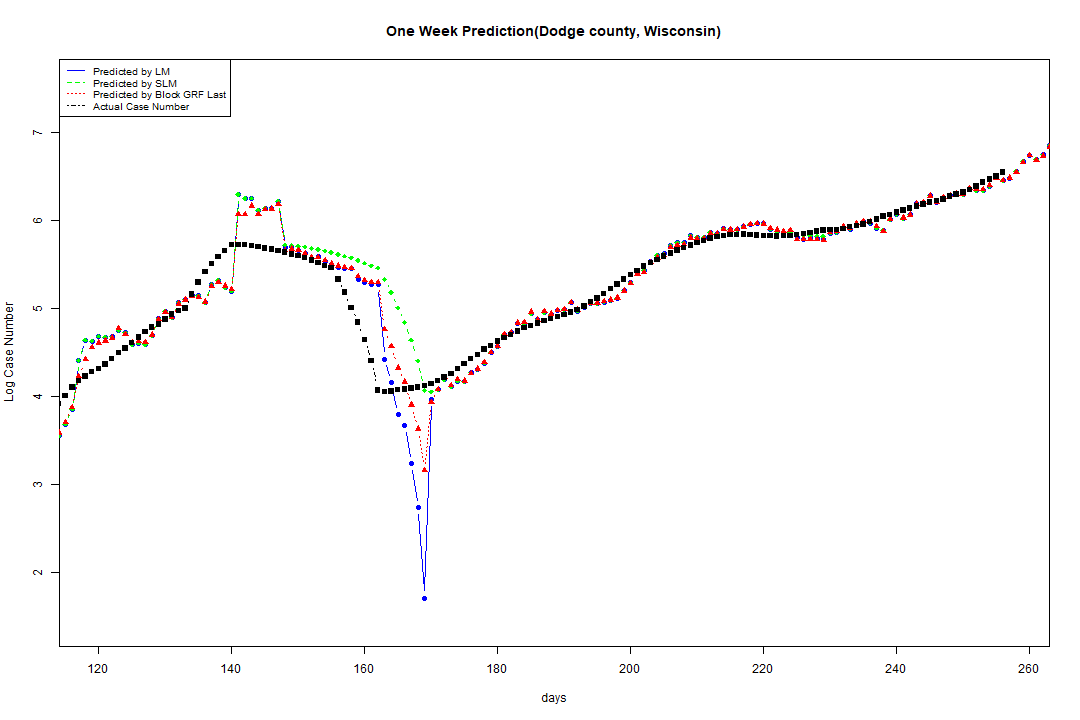 One Week Prediction(Dodge county, Wisconsin)
Predicted by LM
Predicted by SLM
Predicted by Block GRF Last
Actual Case Number
Log Case Number
7
6
5
4
3
2
120 140 160 180 200 220 240 260
days